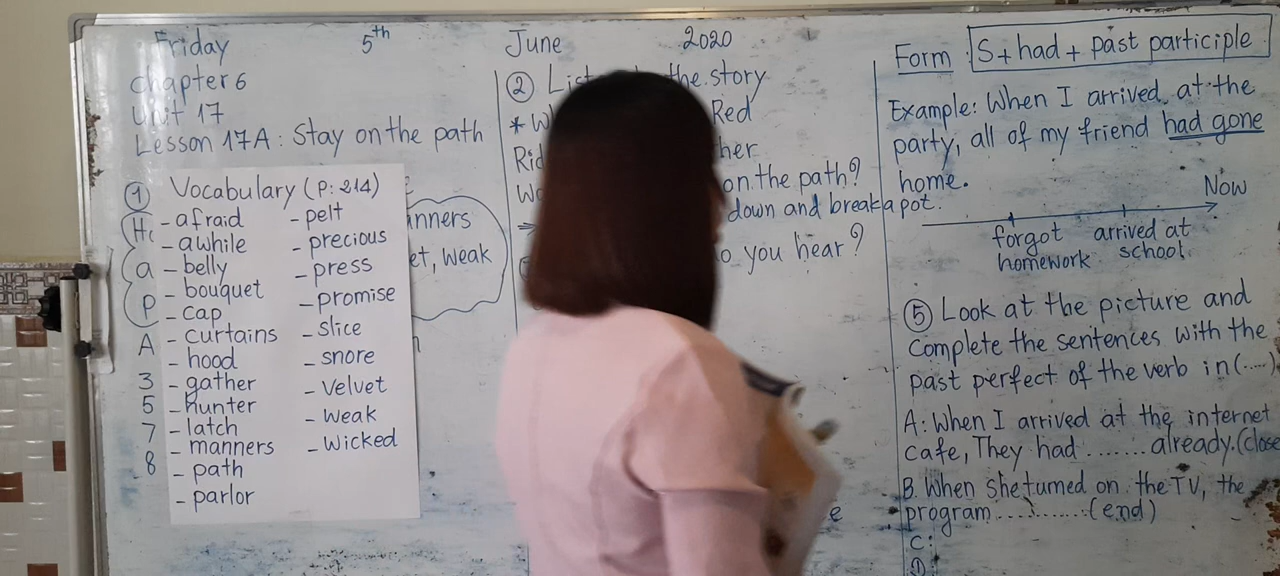 Friday 5th June 2020
Chapter 6
Unit 17
Lesson 17A: Stay on the path
① Vocabulary (P: 214)
- afraid
- awhile
- belly
- bouquet
- cap
- curtains
- hood
- gather
- hunter
- latch
- manners
- path
- parlor
- pelt
- precious
- press
- promise
- slice
- snore
- velvet
- weak
- wicked
A
3
5
7
8
weak
② the story
Red
on the path?
down and break a pot.
you hear?
Form: S + had + past participle
Example: When I arrived at the
party, all of my friend had gone
home.
Now
forgot homework
arrived at school.
⑤ Look at the picture and
complete the sentences with the
past perfect of the verb in (....)
A: When I arrived at the internet
cafe, They had ....... already. (close
B. When she turned on the TV, the
program ............ (end)
C:
D